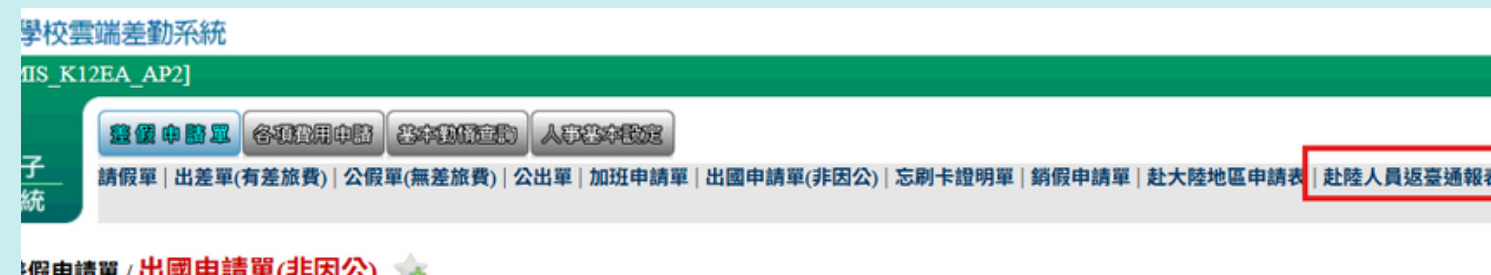 學校雲端差勤系統
MIS_K12EA_AP2]
差假申請單 各項費用申請 基本勤惰查詢 人事基本設定
子
請假單 | 出差單(有差旅費) | 公假單(無差旅費) | 公出單 | 加班申請單 | 出國申請單(非因公) | 忘刷卡證明單 | 銷假申請單 | 赴大陸地區申請表 | 赴陸人員返臺通報表
統
差假申請單 / 出國申請單(非因公)